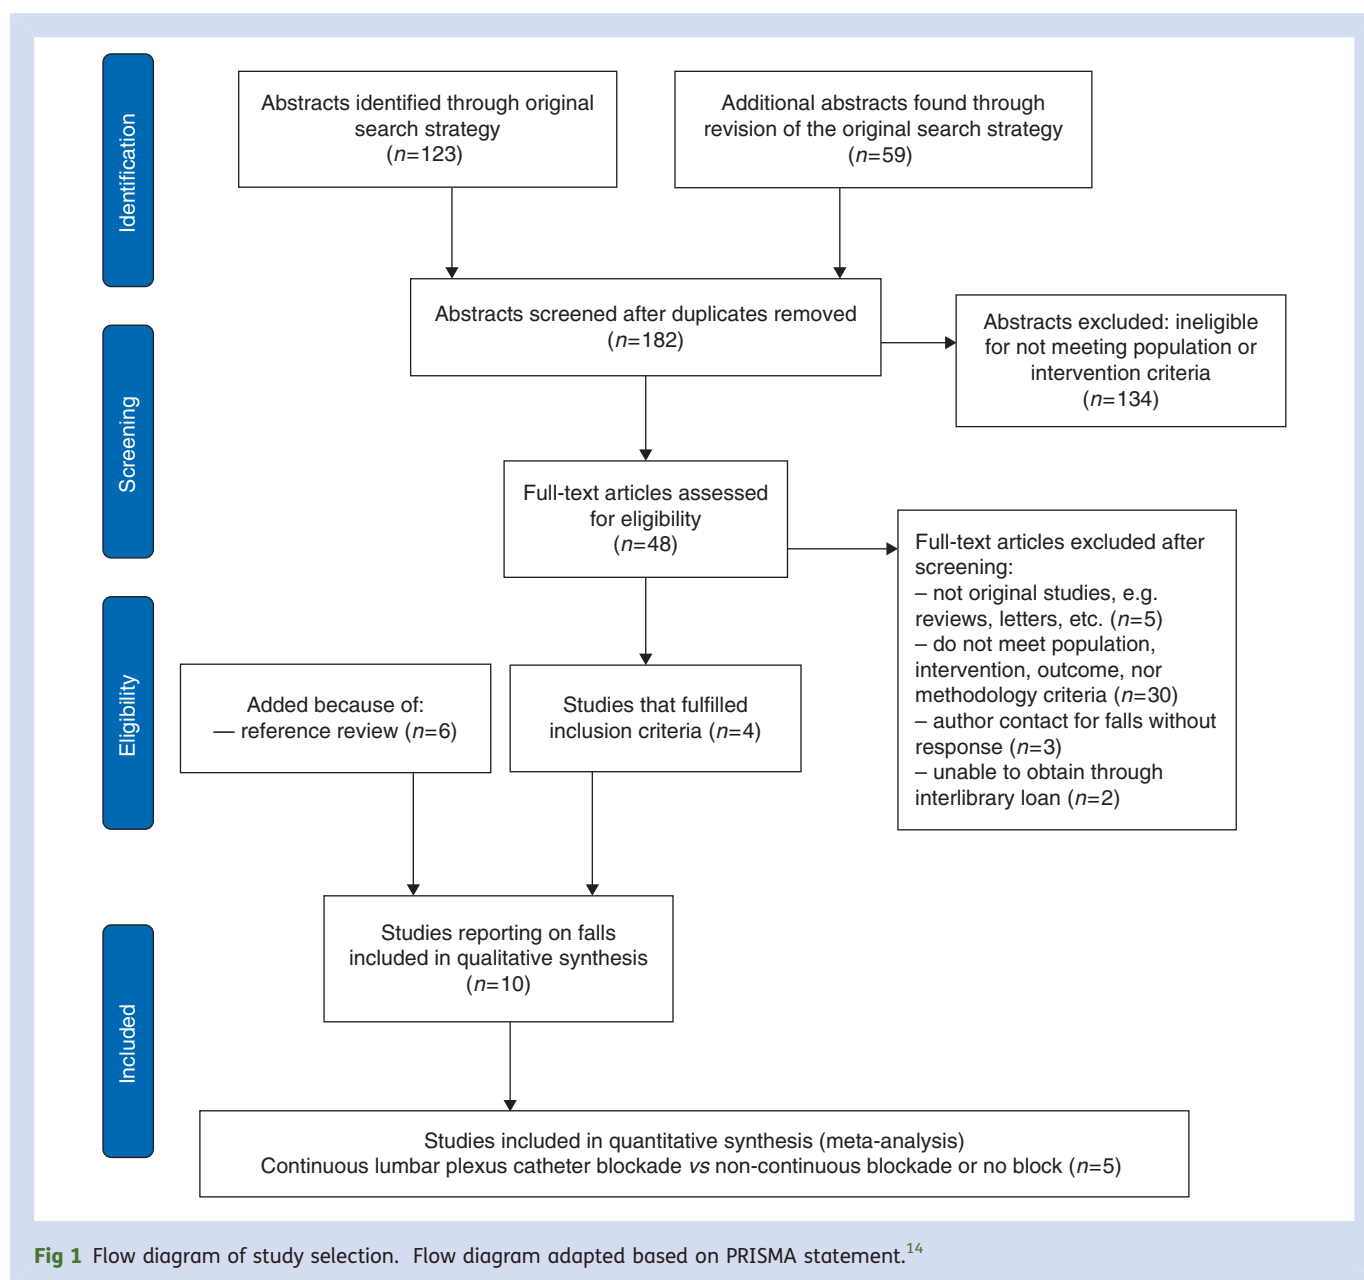 Identification
Abstracts identified through original
search strategy
(n=123)
Additional abstracts found through
revision of the original search strategy
(n=59)
Abstracts screened after duplicates removed
(n=182)
Abstracts excluded: ineligible
for not meeting population or
intervention criteria
(n=134)
Screening
Full-text articles assessed
for eligibility
(n=48)
Full-text articles excluded after
screening:
– not original studies, e.g.
reviews, letters, etc. (n=5)
– do not meet population,
intervention, outcome, nor
methodology criteria (n=30)
– author contact for falls without
response (n=3)
– unable to obtain through
interlibrary loan (n=2)
Eligibility
Added because of:
— reference review (n=6)
Studies that fulfilled
inclusion criteria (n=4)
Included
Studies reporting on falls
included in qualitative synthesis
(n=10)
Studies included in quantitative synthesis (meta-analysis)
Continuous lumbar plexus catheter blockade vs non-continuous blockade or no block (n=5)
Fig 1 Flow diagram of study selection. Flow diagram adapted based on PRISMA statement.14